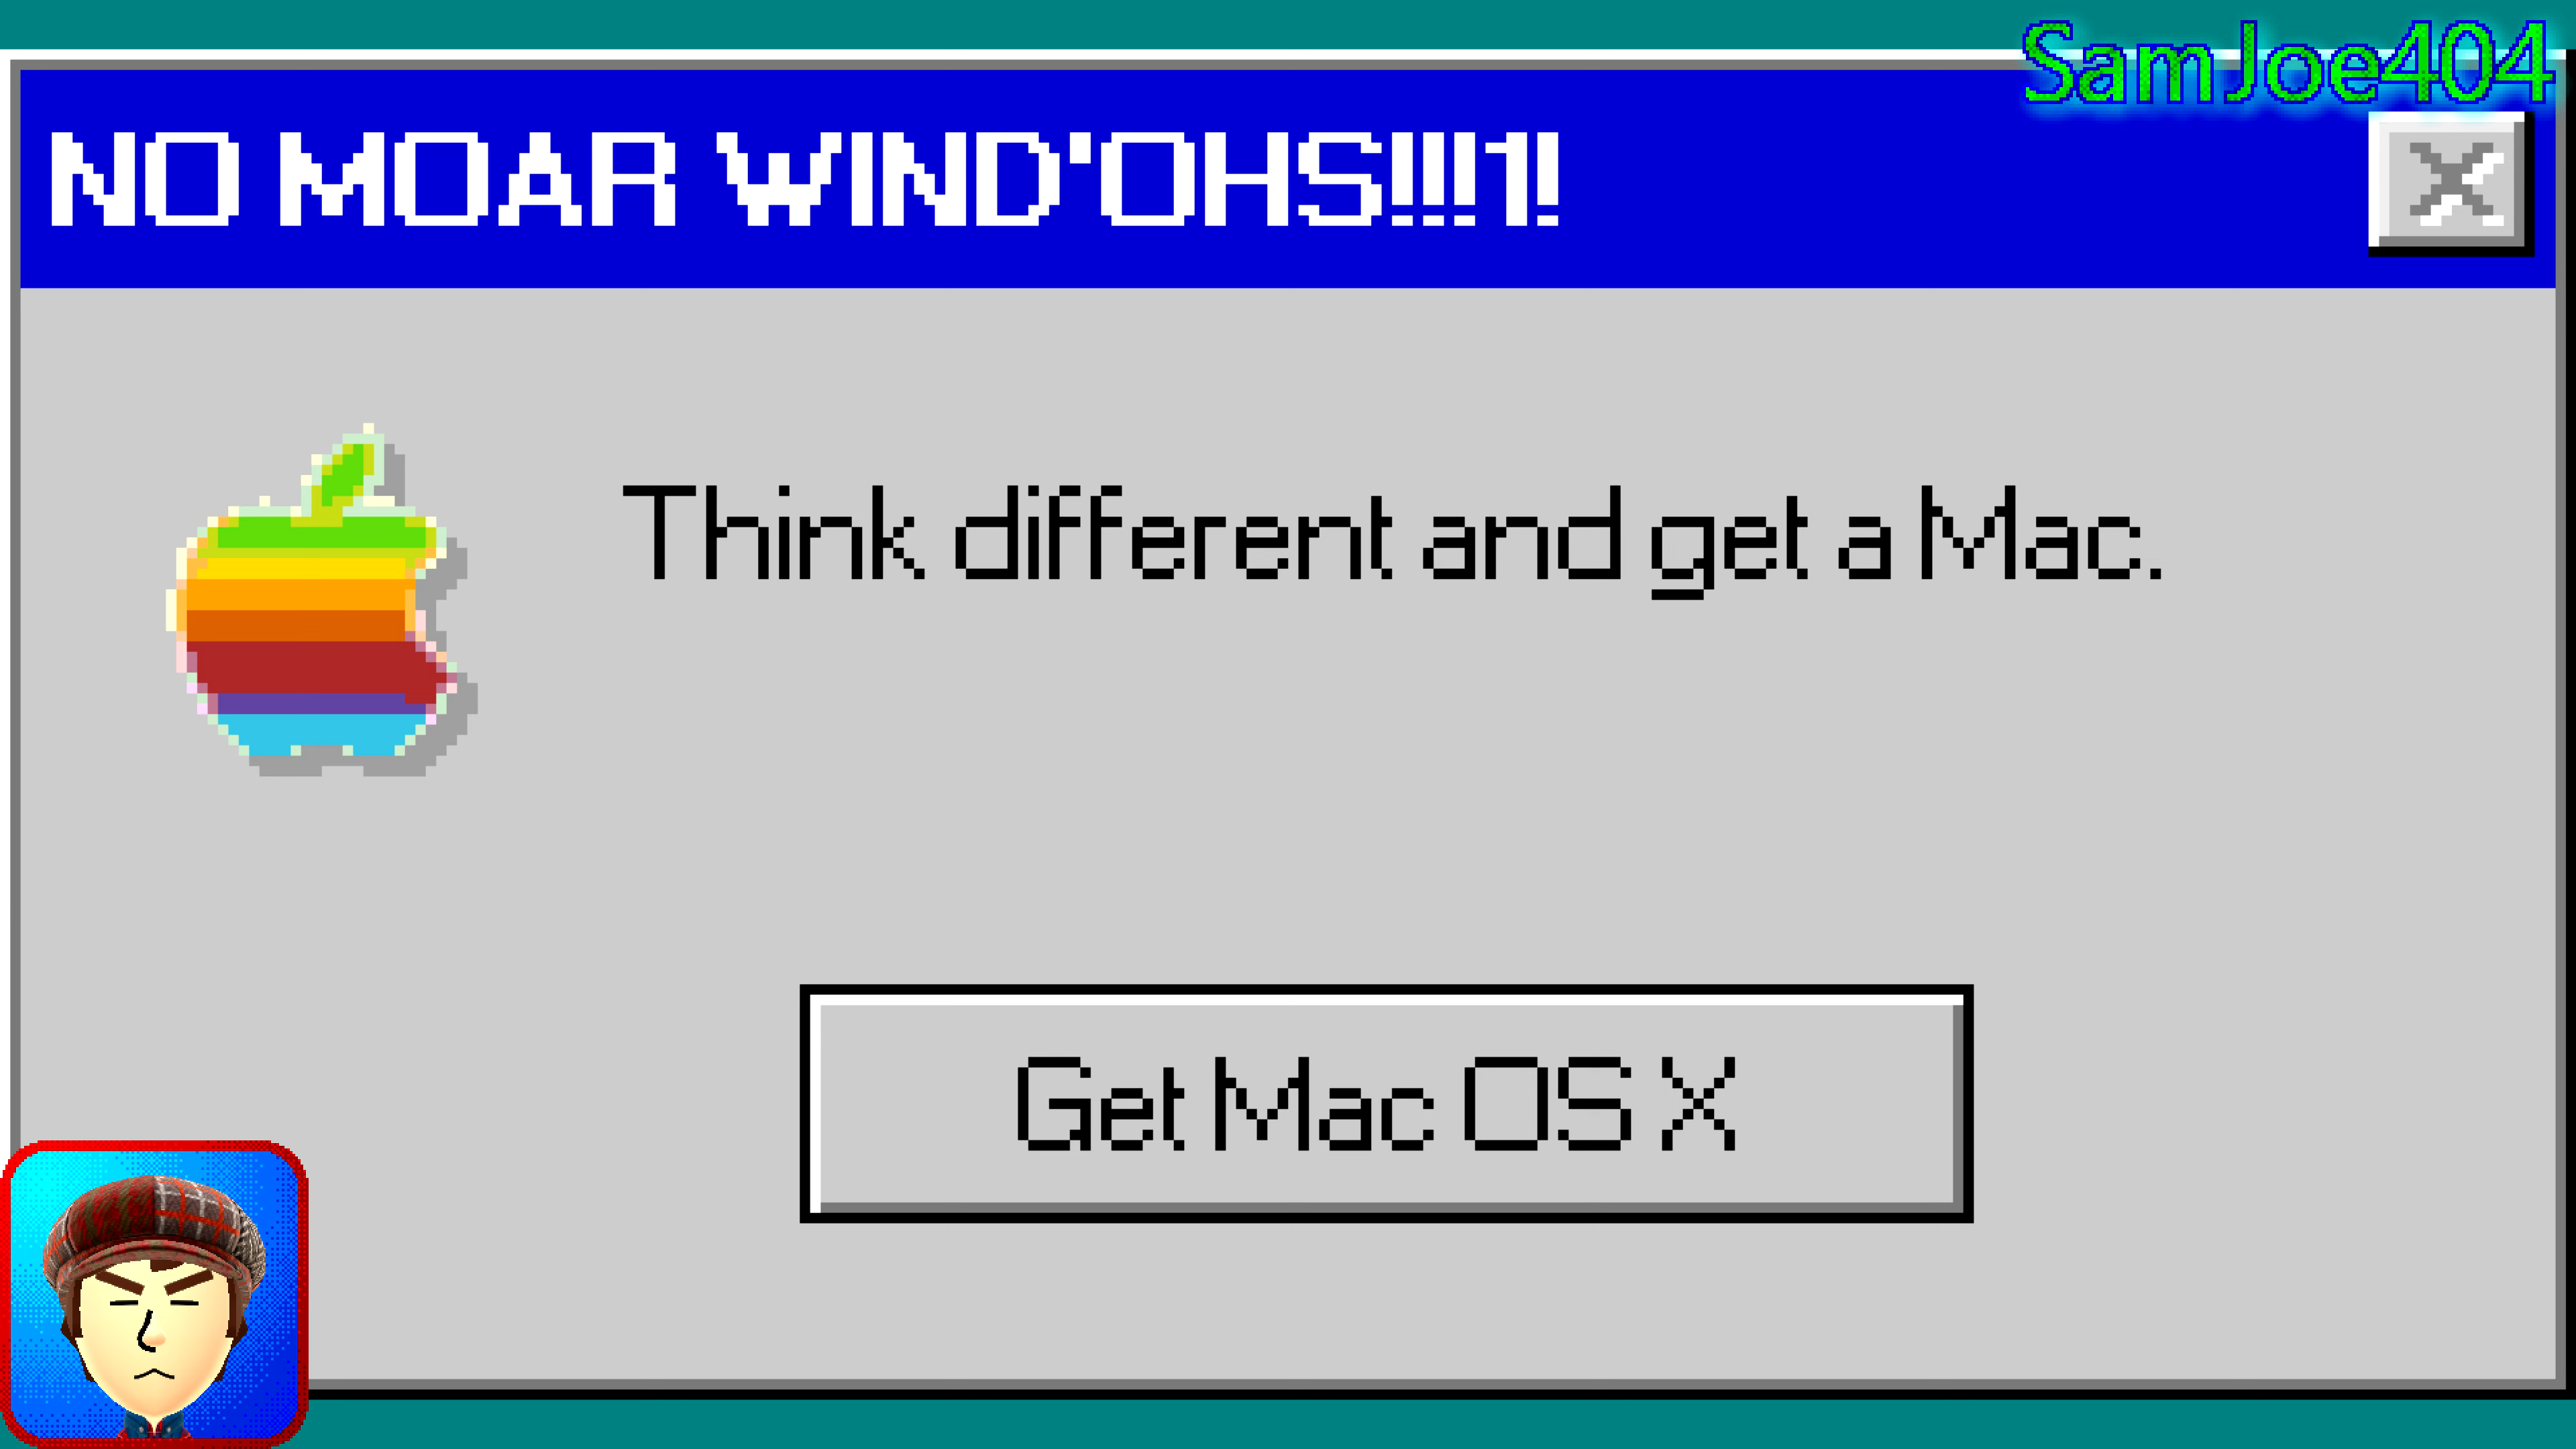 SamJoe404
NO MOAR WIND'OHS!!!1!
Think different and get a Mac.
Get Mac OS X